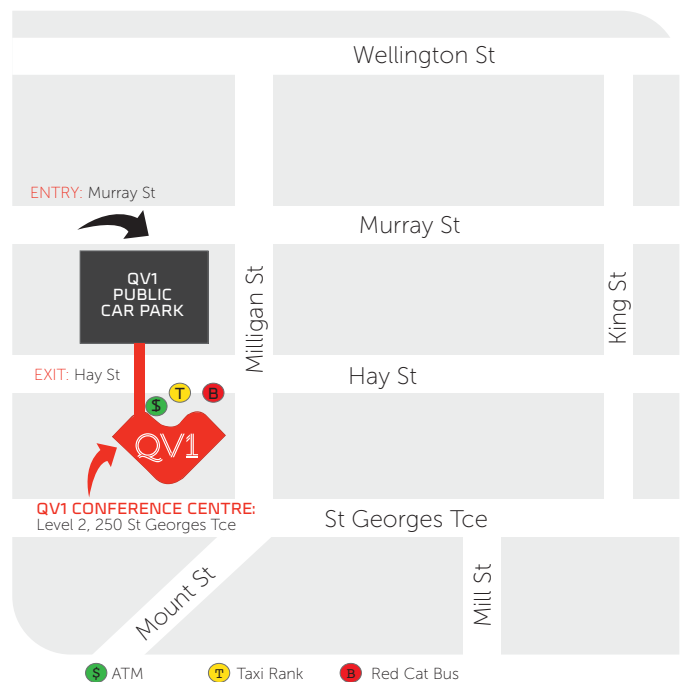 Wellington St
ENTRY: Murray St
Murray St
QV1
PUBLIC
CAR PARK
Milligan St
King St
EXIT: Hay St
Hay St
$
T
B
QV1
QV1 CONFERENCE CENTRE:
Level 2, 250 St Georges Tce
St Georges Tce
Mount St
Mill St
$ ATM
T Taxi Rank
B Red Cat Bus